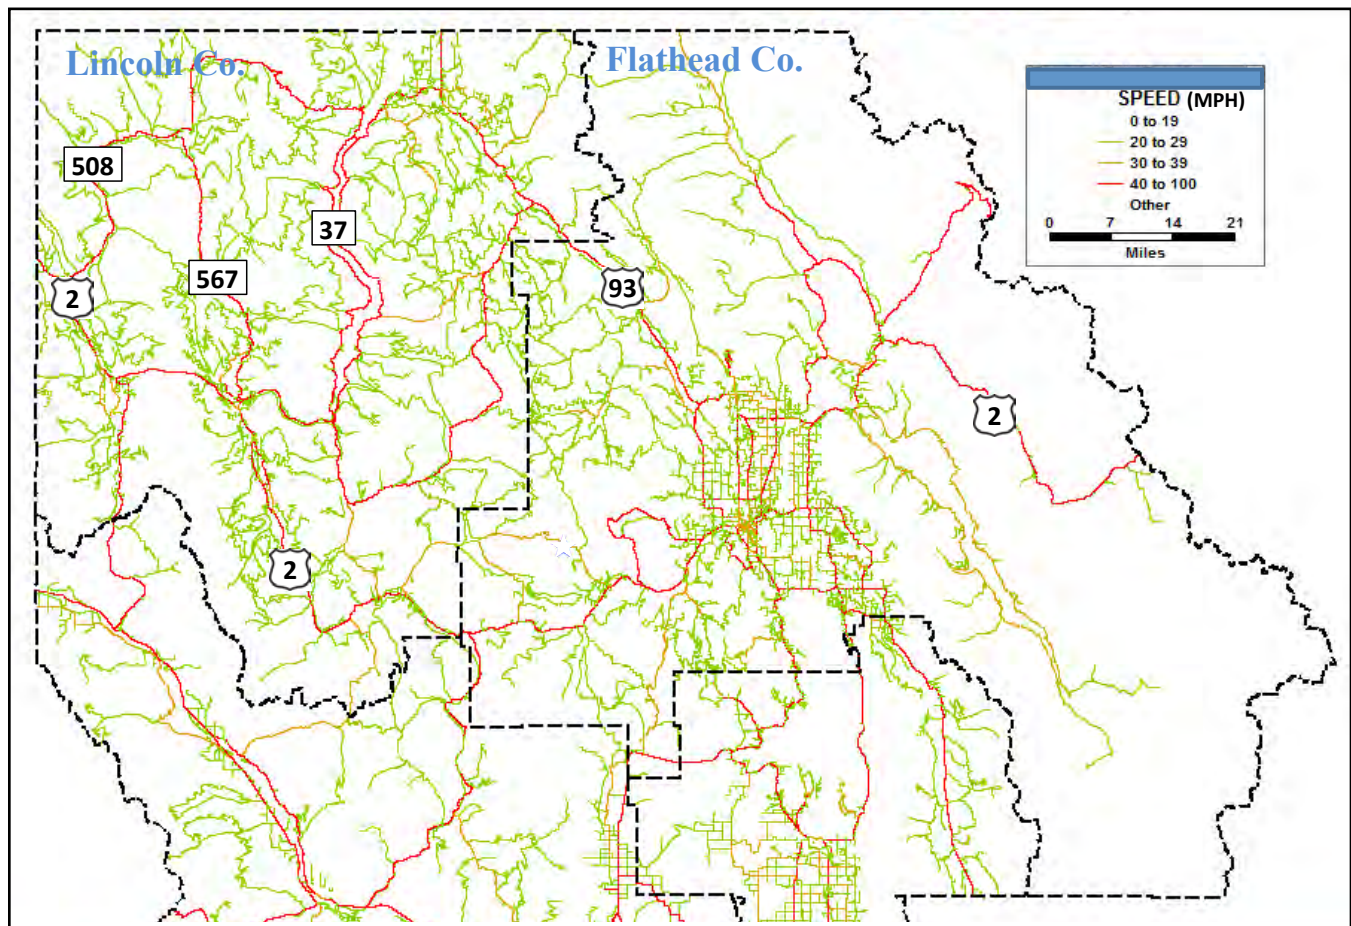 Lincoln Co.
Flathead Co.
SPEED (MPH)
0 to 19
20 to 29
30 to 39
40 to 100
Other
0 7 14 21
Miles
508
37
567
2
93
2
2